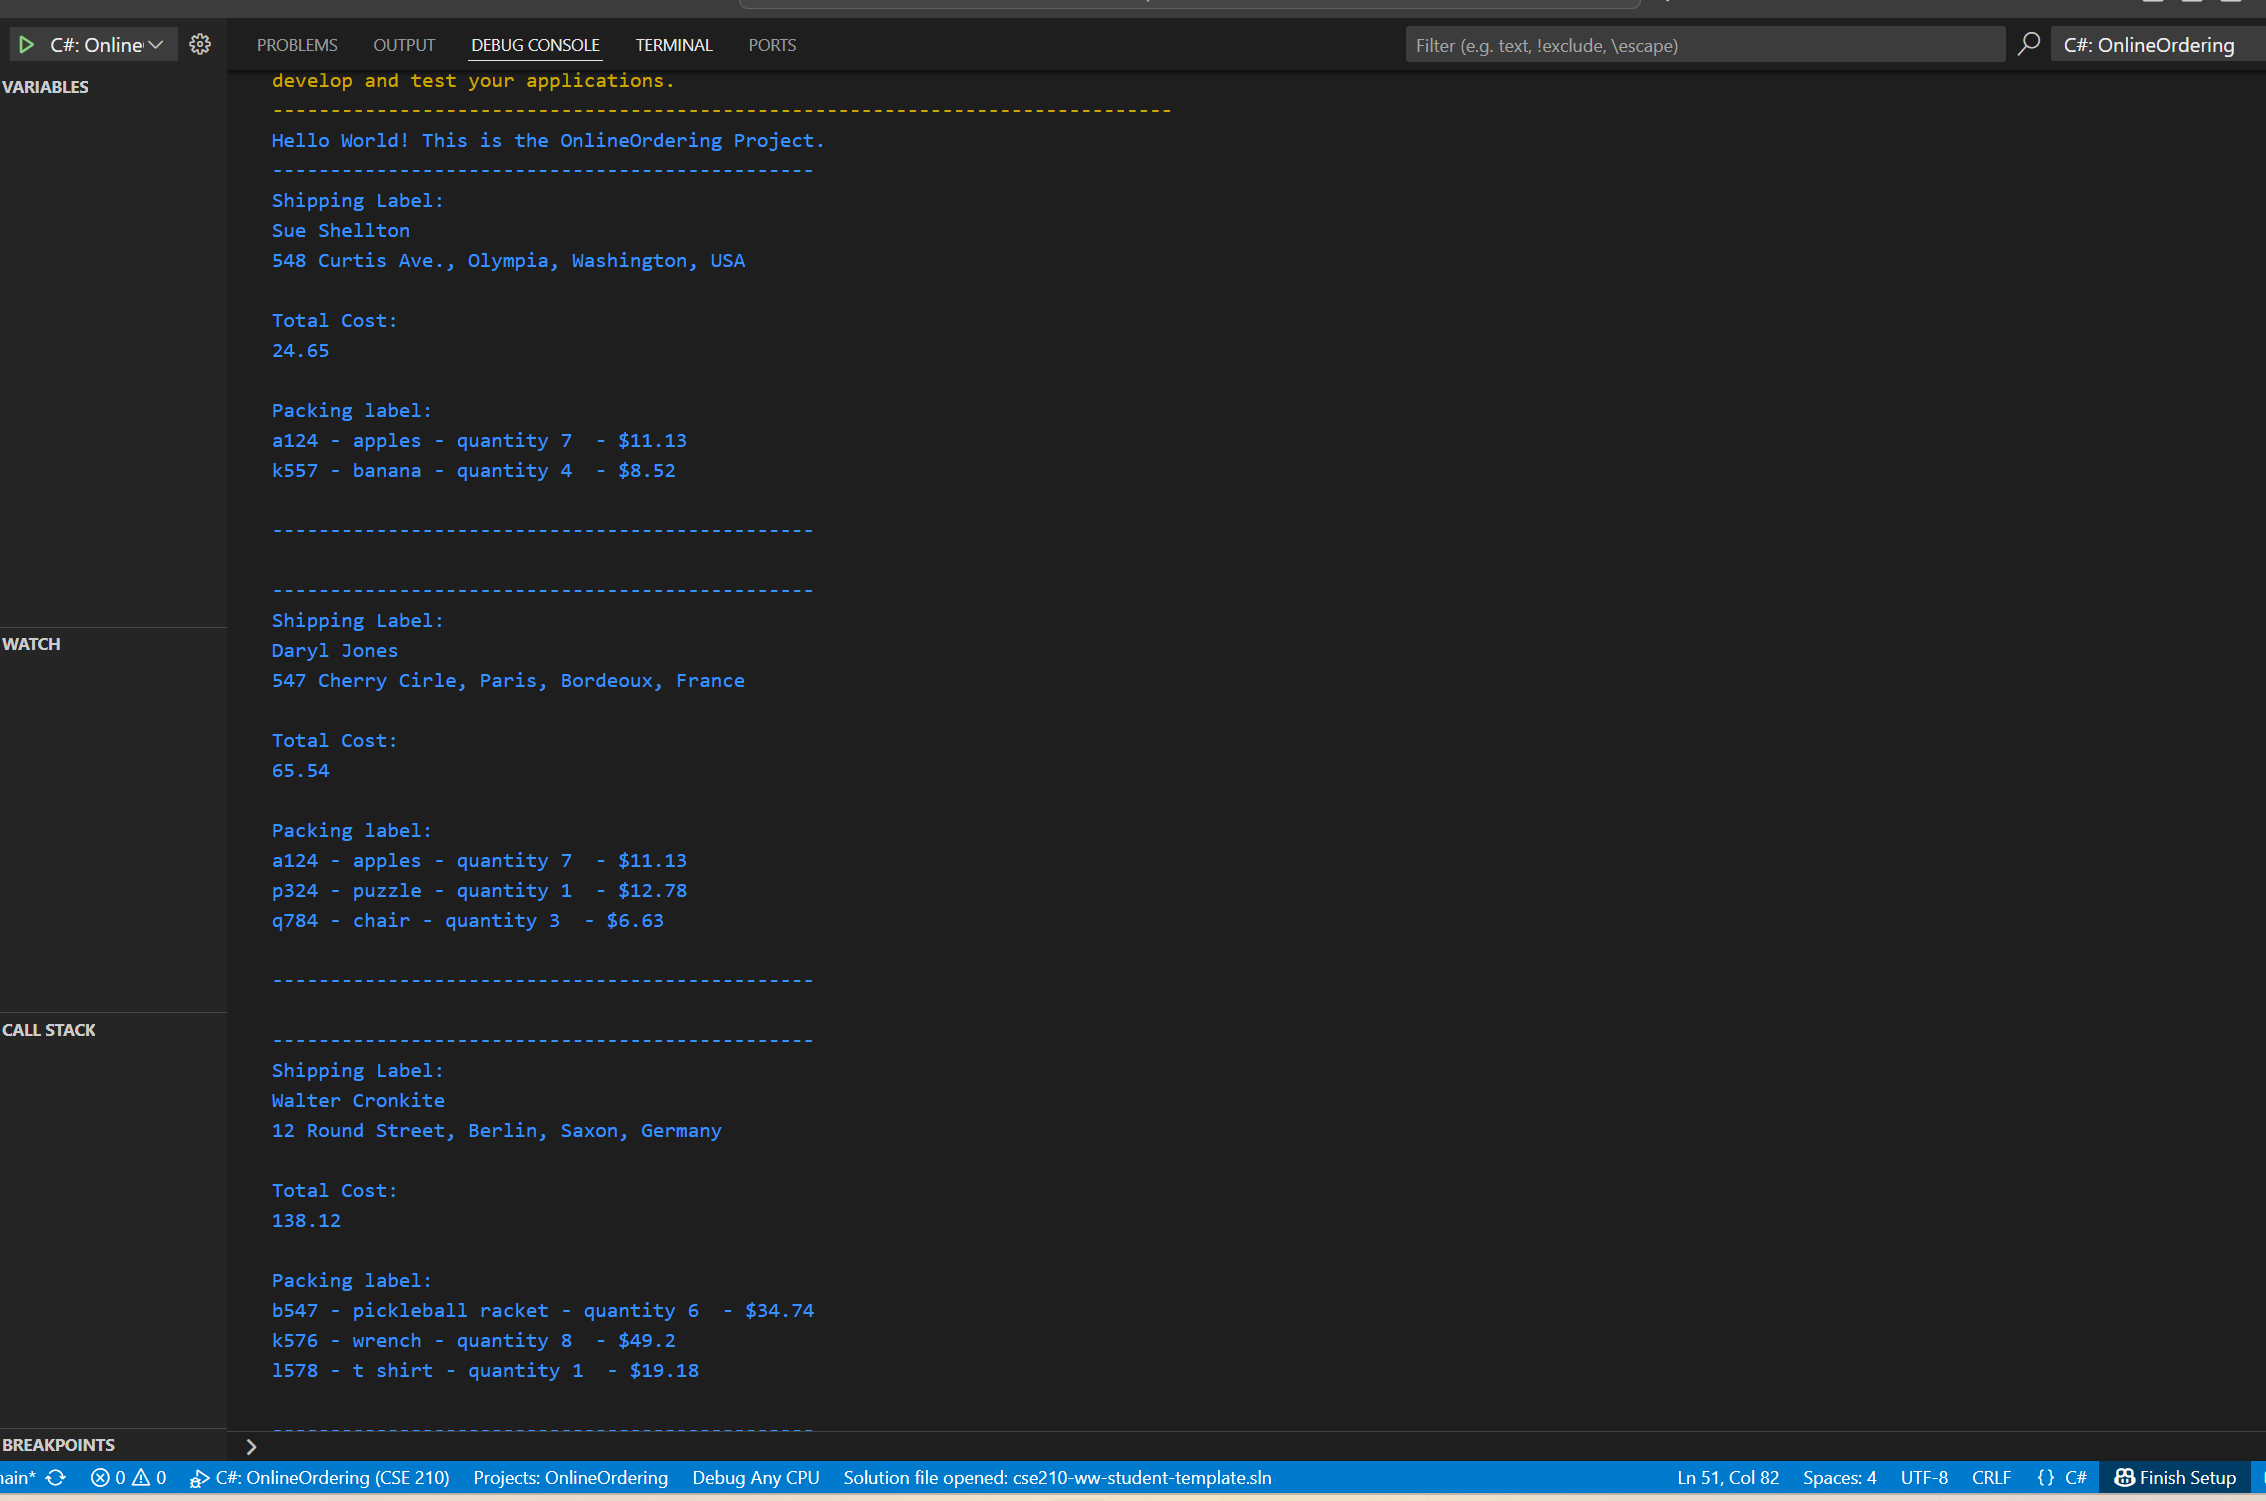 C#: Online
PROBLEMS OUTPUT DEBUG CONSOLE TERMINAL PORTS
Filter (e.g. text, !exclude, \escape)
C#: OnlineOrdering
VARIABLES
develop and test your applications.
------------------------------------------------------------------------------
Hello World! This is the OnlineOrdering Project.
-----------------------------------------------
Shipping Label:
Sue Shellton
548 Curtis Ave., Olympia, Washington, USA
Total Cost:
24.65
Packing label:
a124 - apples - quantity 7  - $11.13
k557 - banana - quantity 4  - $8.52
-----------------------------------------------
-----------------------------------------------
Shipping Label:
Daryl Jones
547 Cherry Cirle, Paris, Bordeoux, France
Total Cost:
65.54
Packing label:
a124 - apples - quantity 7  - $11.13
p324 - puzzle - quantity 1  - $12.78
q784 - chair - quantity 3  - $6.63
-----------------------------------------------
-----------------------------------------------
Shipping Label:
Walter Cronkite
12 Round Street, Berlin, Saxon, Germany
Total Cost:
138.12
Packing label:
b547 - pickleball racket - quantity 6  - $34.74
k576 - wrench - quantity 8  - $49.2
l578 - t shirt - quantity 1  - $19.18
-----------------------------------------------
WATCH
CALL STACK
BREAKPOINTS
>
ain* 0 0 C#: OnlineOrdering (CSE 210) Projects: OnlineOrdering Debug Any CPU Solution file opened: cse210-ww-student-template.sln Ln 51, Col 82 Spaces: 4 UTF-8 CRLF {} C# Finish Setup